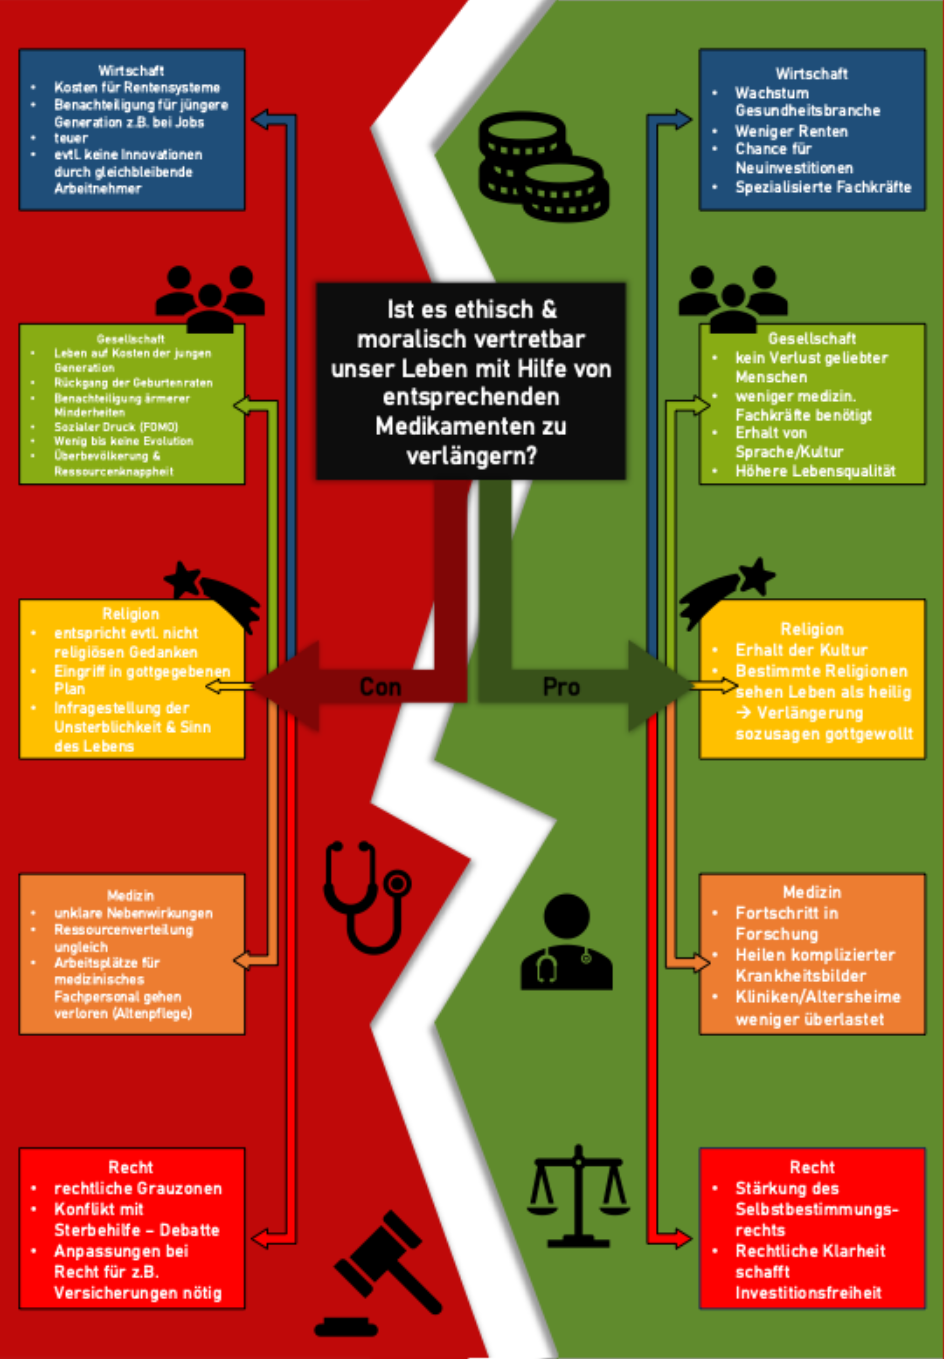 Ist es ethisch &
moralisch vertretbar
unser Leben mit Hilfe von
entsprechenden
Medikamenten zu
verlängern?
Con
Wirtschaft
• Kosten für Rentensysteme
• Benachteiligung für jüngere
Generation z.B. bei Jobs
• teuer
• evtl. keine Innovationen
durch gleichbleibende
Arbeitnehmer
Gesellschaft
• Leben auf Kosten der jungen
Generation
• Rückgang der Geburtenraten
• Benachteiligung ärmerer
Minderheiten
• Sozialer Druck (FOMO)
• Wenig bis keine Evolution
• Überbevölkerung &
Ressourcenknappheit
Religion
• entspricht evtl. nicht
religiösen Gedanken
• Eingriff in gottgegebenen
Plan
• Infragestellung der
Unsterblichkeit & Sinn
des Lebens
Medizin
• unklare Nebenwirkungen
• Ressourcenverteilung
ungleich
• Arbeitsplätze für
medizinisches
Fachpersonal gehen
verloren (Altenpflege)
Recht
• rechtliche Grauzonen
• Konflikt mit
Sterbehilfe – Debatte
• Anpassungen bei
Recht für z.B.
Versicherungen nötig
Pro
Wirtschaft
• Wachstum
Gesundheitsbranche
• Weniger Renten
• Chance für
Neuinvestitionen
• Spezialisierte Fachkräfte
Gesellschaft
• kein Verlust geliebter
Menschen
• weniger medizin.
Fachkräfte benötigt
• Erhalt von
Sprache/Kultur
• Höhere Lebensqualität
Religion
• Erhalt der Kultur
• Bestimmte Religionen
sehen Leben als heilig
→ Verlängerung
sozusagen gottgewollt
Medizin
• Fortschritt in
Forschung
• Heilen komplizierter
Krankheitsbilder
• Kliniken/Altersheime
weniger überlastet
Recht
• Stärkung des
Selbstbestimmungs-
rechts
• Rechtliche Klarheit
schafft
Investitionsfreiheit